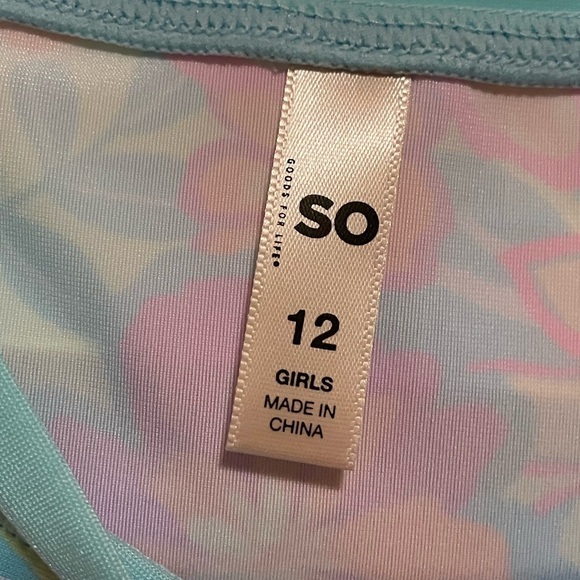 GOODS FOR LIFE®
SO
12
GIRLS
MADE IN
CHINA